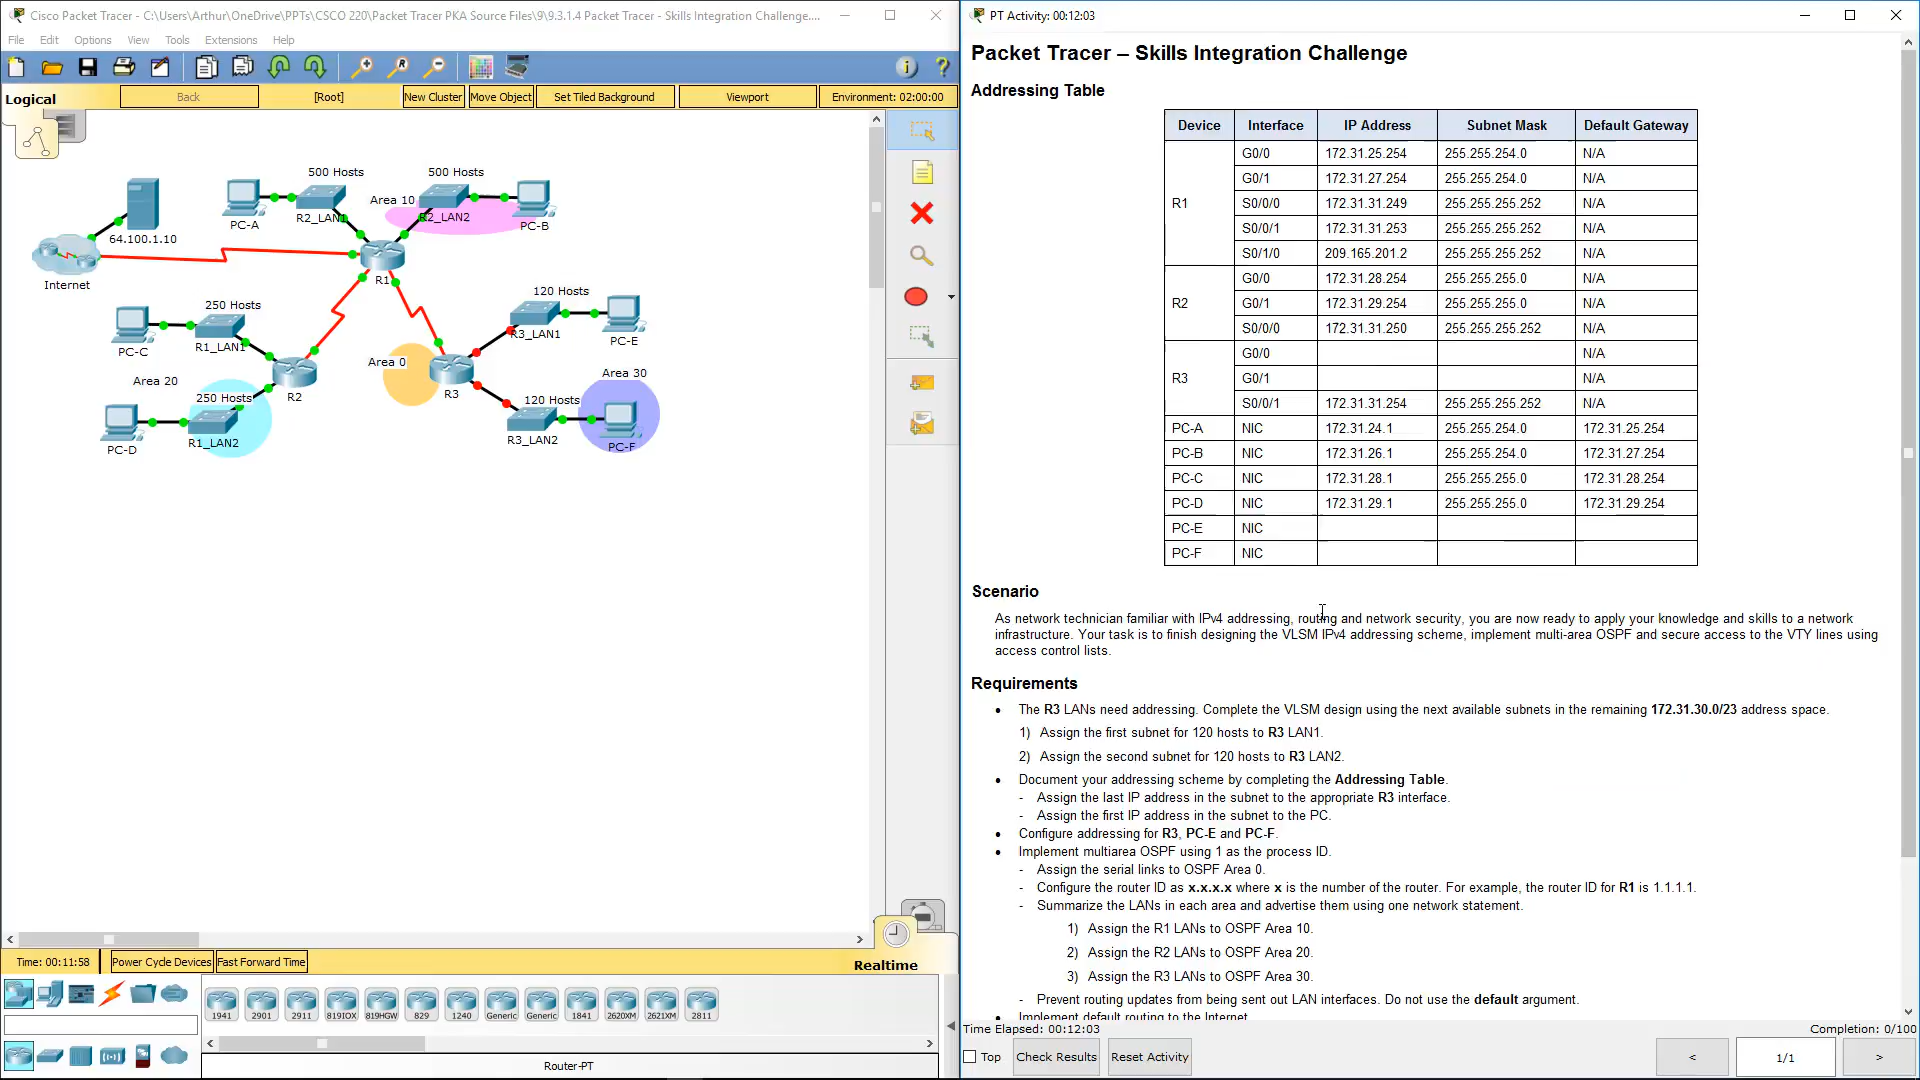 Cisco Packet Tracer - C:\Users\Arthur\OneDrive\PPTs\CSCO 220\Packet Tracer PKA Source Files\9\9.3.1.4 Packet Tracer - Skills Integration Challenge....
File Edit Options View Tools Extensions Help
Logical Back [Root] New Cluster Move Object Set Tiled Background Viewport Environment: 02:00:00
500 Hosts 500 Hosts
Area 10
PC-A R2_LAN1 R2_LAN2 PC-B
64.100.1.10
Internet R1
250 Hosts 120 Hosts
PC-C R1_LAN1 R3_LAN1 PC-E
Area 0
Area 20 Area 30
R2 R3
250 Hosts 120 Hosts
PC-D R1_LAN2 R3_LAN2 PC-F
Realtime
Time: 00:11:58 Power Cycle Devices Fast Forward Time
1941 2901 2911 819IOX 819HGW 829 1240 Generic Generic 1841 2620XM 2621XM 2811
Router-PT
PT Activity: 00:12:03
Packet Tracer – Skills Integration Challenge
Addressing Table
Device Interface IP Address Subnet Mask Default Gateway
R1
G0/0 172.31.25.254 255.255.254.0 N/A
G0/1 172.31.27.254 255.255.254.0 N/A
S0/0/0 172.31.31.249 255.255.255.252 N/A
S0/0/1 172.31.31.253 255.255.255.252 N/A
S0/1/0 209.165.201.2 255.255.255.252 N/A
R2
G0/0 172.31.28.254 255.255.255.0 N/A
G0/1 172.31.29.254 255.255.255.0 N/A
S0/0/0 172.31.31.250 255.255.255.252 N/A
R3
G0/0 N/A
G0/1 N/A
S0/0/1 172.31.31.254 255.255.255.252 N/A
PC-A NIC 172.31.24.1 255.255.254.0 172.31.25.254
PC-B NIC 172.31.26.1 255.255.254.0 172.31.27.254
PC-C NIC 172.31.28.1 255.255.255.0 172.31.28.254
PC-D NIC 172.31.29.1 255.255.255.0 172.31.29.254
PC-E NIC
PC-F NIC
Scenario
As network technician familiar with IPv4 addressing, routing and network security, you are now ready to apply your knowledge and skills to a network
infrastructure. Your task is to finish designing the VLSM IPv4 addressing scheme, implement multi-area OSPF and secure access to the VTY lines using
access control lists.
Requirements
• The R3 LANs need addressing. Complete the VLSM design using the next available subnets in the remaining 172.31.30.0/23 address space.
1) Assign the first subnet for 120 hosts to R3 LAN1.
2) Assign the second subnet for 120 hosts to R3 LAN2.
• Document your addressing scheme by completing the Addressing Table.
- Assign the last IP address in the subnet to the appropriate R3 interface.
- Assign the first IP address in the subnet to the PC.
• Configure addressing for R3, PC-E and PC-F.
• Implement multiarea OSPF using 1 as the process ID.
- Assign the serial links to OSPF Area 0.
- Configure the router ID as x.x.x.x where x is the number of the router. For example, the router ID for R1 is 1.1.1.1.
- Summarize the LANs in each area and advertise them using one network statement.
1) Assign the R1 LANs to OSPF Area 10.
2) Assign the R2 LANs to OSPF Area 20.
3) Assign the R3 LANs to OSPF Area 30.
- Prevent routing updates from being sent out LAN interfaces. Do not use the default argument.
• Implement default routing to the Internet
Time Elapsed: 00:12:03 Completion: 0/100
Top Check Results Reset Activity < 1/1 >